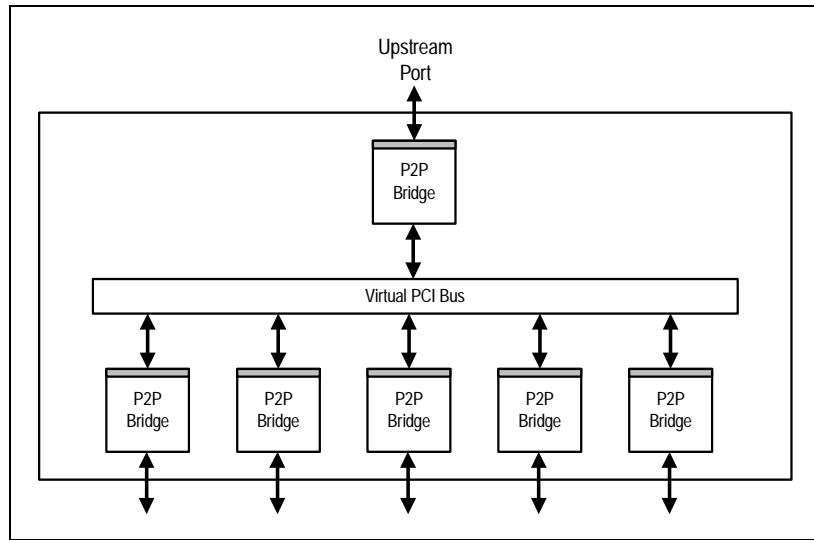 Upstream
Port
P2P
Bridge
Virtual PCI Bus
P2P
Bridge
P2P
Bridge
P2P
Bridge
P2P
Bridge
P2P
Bridge